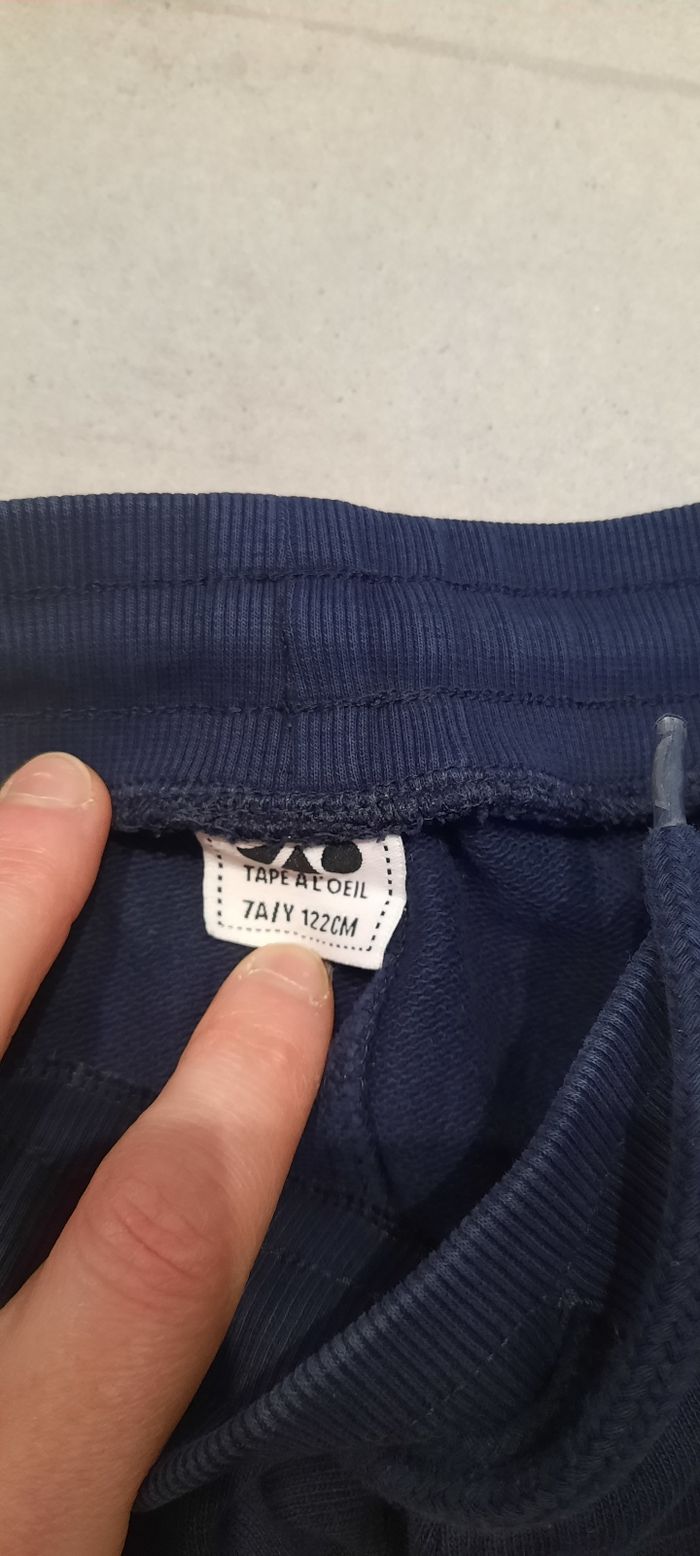 TAPE À L'OEIL
7A/Y 122CM